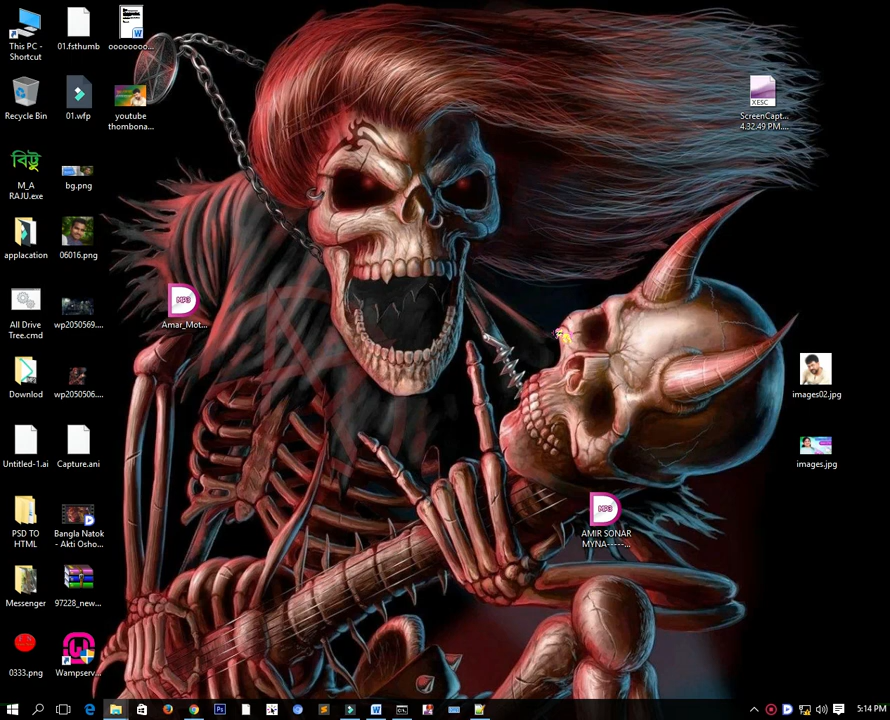 This PC -
Shortcut
01.fsthumb
oooooooo...
Recycle Bin
01.wfp
youtube
thombona...
XESC
ScreenCapt...
4.32.49 PM....
বিট্টু
M_A
RAJU.exe
bg.png
applacation
06016.png
All Drive
Tree.cmd
wp2050569....
MP3
Amar_Mot...
Downlod
wp2050506....
images02.jpg
Untitled-1.ai
Capture.ani
images.jpg
PSD TO
HTML
Bangla Natok
- Akti Osho...
MP3
AMIR SONAR
MYNA-----...
Messenger
97228_new...
0333.png
Wampserv...
5:14 PM